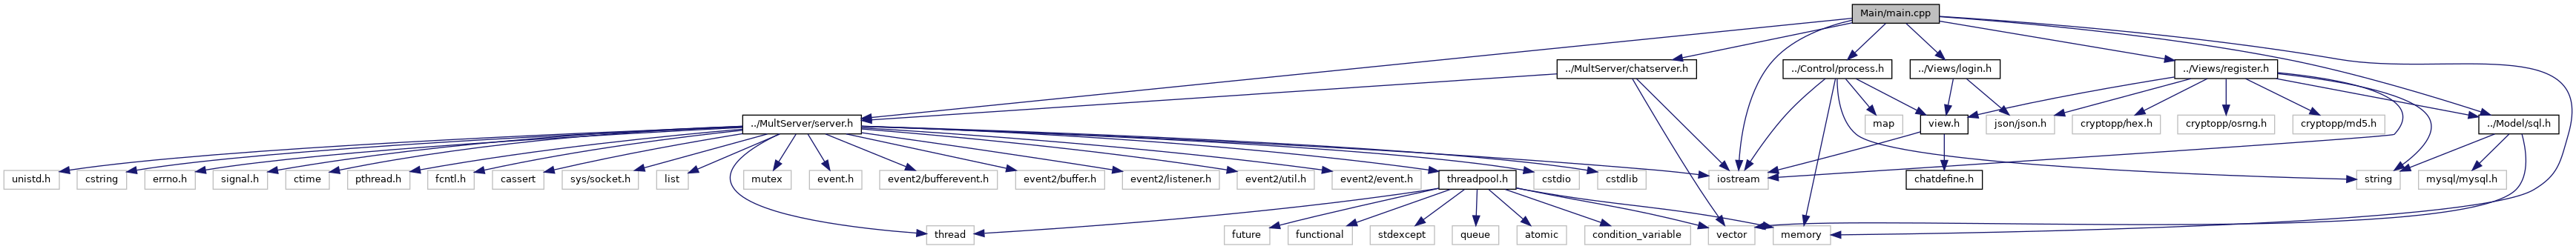 Main/main.cpp
../MultServer/chatserver.h
../Control/process.h
../Views/login.h
../Views/register.h
../MultServer/server.h
map
view.h
json/json.h
cryptopp/hex.h
cryptopp/osrng.h
cryptopp/md5.h
../Model/sql.h
unistd.h
cstring
errno.h
signal.h
ctime
pthread.h
fcntl.h
cassert
sys/socket.h
list
mutex
event.h
event2/bufferevent.h
event2/buffer.h
event2/listener.h
event2/util.h
event2/event.h
threadpool.h
cstdio
cstdlib
iostream
chatdefine.h
string
mysql/mysql.h
thread
future
functional
stdexcept
queue
atomic
condition_variable
vector
memory